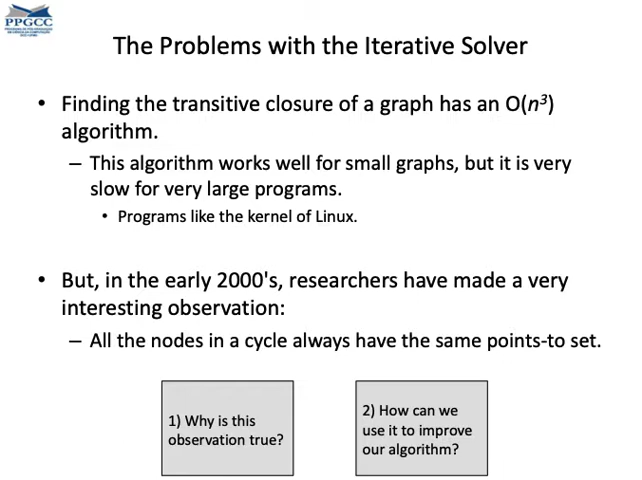 PPGCC
The Problems with the Iterative Solver
• Finding the transitive closure of a graph has an O(n³)
algorithm.
– This algorithm works well for small graphs, but it is very
slow for very large programs.
• Programs like the kernel of Linux.
• But, in the early 2000's, researchers have made a very
interesting observation:
– All the nodes in a cycle always have the same points-to set.
1) Why is this
observation true?
2) How can we
use it to improve
our algorithm?